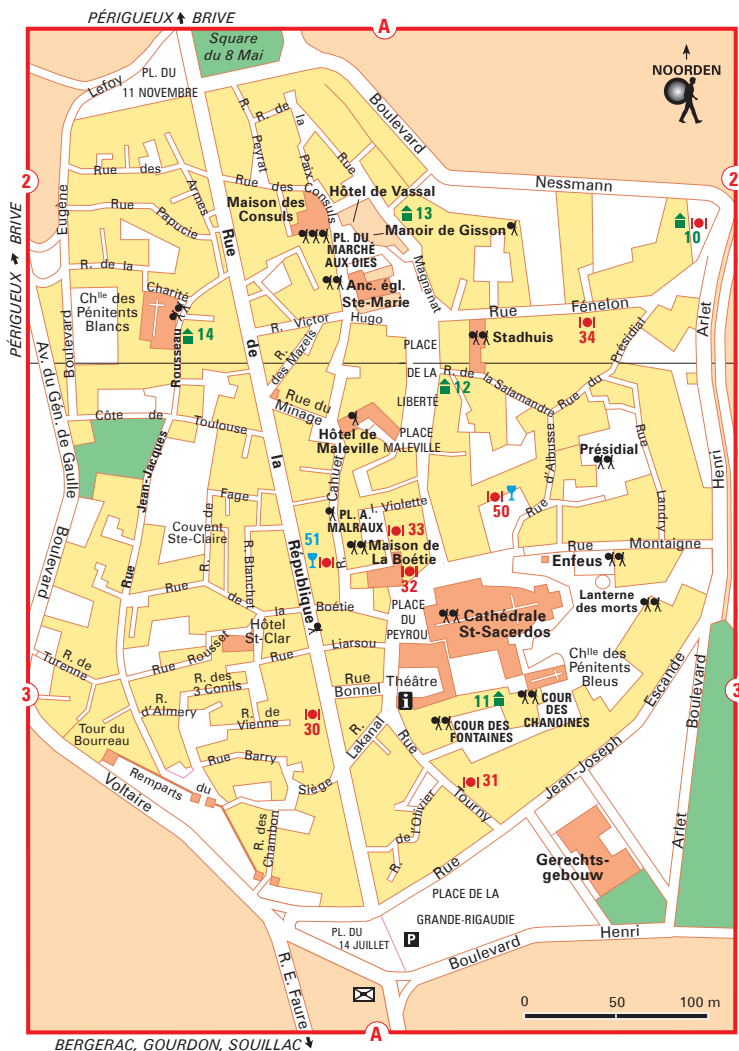 PÉRIGUEUX BRIVE
A
Square
du 8 Mai
PL. DU
11 NOVEMBRE
Lefoy
NOORDEN
Boulevard
Nessmann
2
2
R. Peyrat
R. de la
Paix
Rue
Rue des
Armes
Rue des Consuls
Consuls
Maison des
Consuls
Hôtel de Vassal
13
Manoir de Gisson
10
PL. DU
MARCHÉ
AUX OIES
Eugène
Rue
Papucie
Rue
Magnanat
PÉRIGUEUX BRIVE
R. de la
Charité
Anc. égl.
Ste-Marie
Chlle des
Pénitents
Blancs
14
R. Victor
Hugo
Rue
Fénelon
34
Arlet
Stadhuis
Boulevard
Rousseau
de
R.
des Mazels
PLACE
DE LA
LIBERTÉ
R. de
la Salamandre
Rue du
Présidial
12
Av. du Gén. de Gaulle
Côte de
Toulouse
Rue du
Minage
Hôtel de
Maleville
PLACE
MALEVILLE
la
Jean-Jacques
Rue
d'Albusse
Présidial
Rue
Landry
Henri
Cahuet
R. de
Fage
I. Violette
PL. A.
MALRAUX
50
33
51
Couvent
Ste-Claire
R. Blanchet
Maison de
La Boétie
R.
32
Rue
Montaigne
Enfeus
Boulevard
Rue
République
Lanterne
des morts
Rue
de
la
Boétie
PLACE
DU
PEYROU
Cathédrale
St-Sacerdos
Hôtel
St-Clar
Liarsou
R. de
Turenne
Rue
Rousset
Rue
Chlle des
Pénitents
Bleus
Escande
Boulevard
3
3
R. des
3 Conils
Rue
Bonnel
Théâtre
i
11
COUR
DES
CHANOINES
R.
d'Almery
R. de
Vienne
30
COUR DES
FONTAINES
Tour du
Bourreau
R.
Lakanal
Rue
Rue Barry
Remparts
du
Siège
31
Tourny
Jean-Joseph
Voltaire
R. des
Chambon
R. de l'Olivier
Arlet
Rue
Gerechts-
gebouw
PLACE DE LA
GRANDE-RIGAUDIE
PL. DU
14 JUILLET
P
Boulevard
Henri
R. E. Faure
0 50 100 m
A
BERGERAC, GOURDON, SOUILLAC